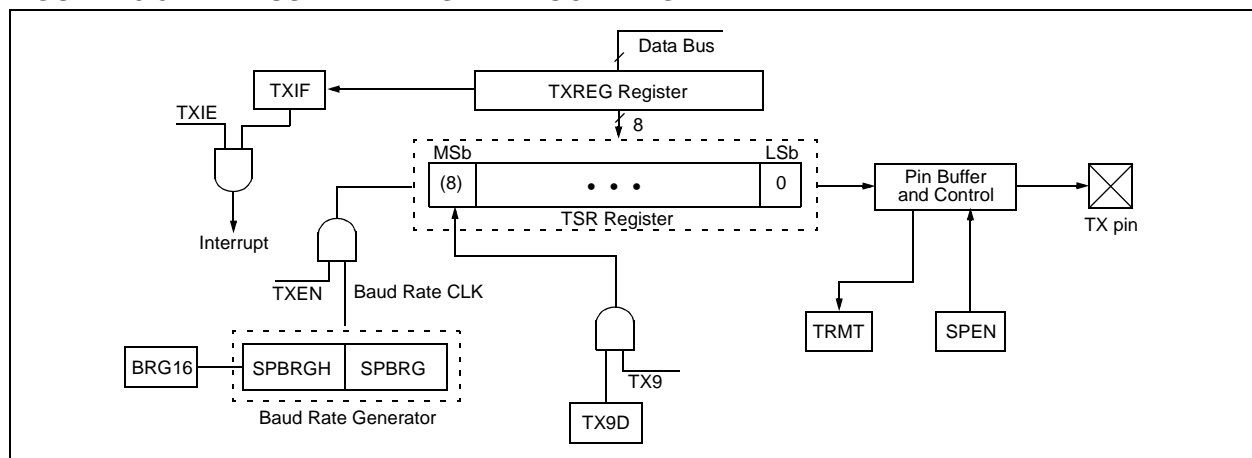 Data Bus
TXIF
TXREG Register
TXIE
8
MSb
LSb
(8)
• • •
0
Pin Buffer
and Control
TSR Register
TX pin
Interrupt
TXEN
Baud Rate CLK
TRMT
SPEN
BRG16
SPBRGH
SPBRG
TX9
Baud Rate Generator
TX9D